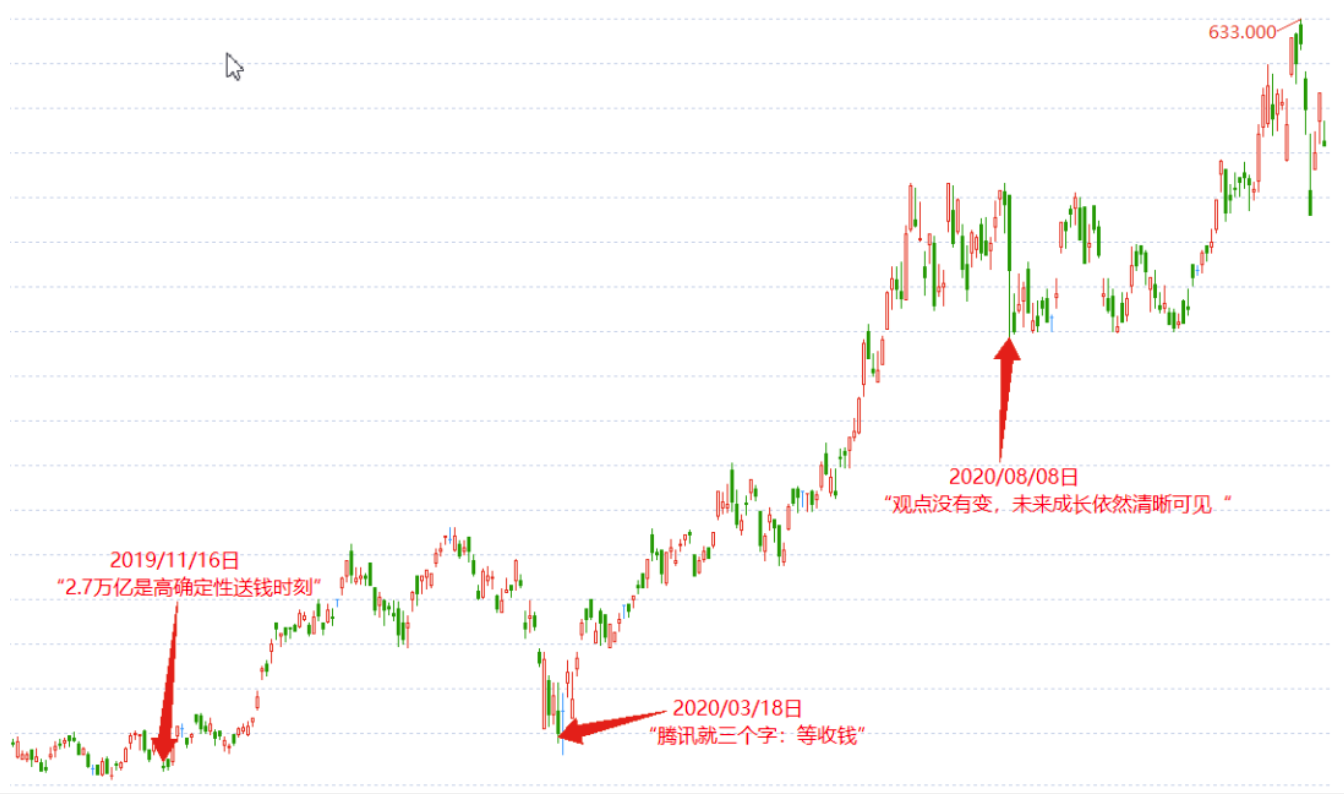 633.000
2020/08/08日
“观点没有变，未来成长依然清晰可见 “
2019/11/16日
“2.7万亿是高确定性送钱时刻”
2020/03/18日
“腾讯就三个字：等收钱”